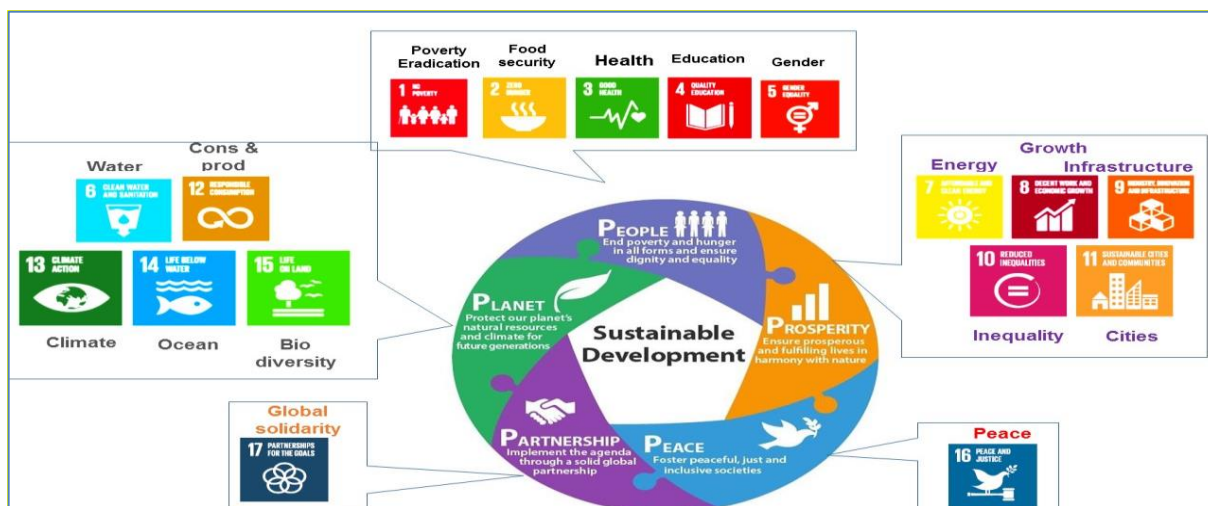 Poverty
Eradication
Food
security
Health
Education
Gender
1 NO
POVERTY
2 ZERO
HUNGER
3 GOOD
HEALTH
4 QUALITY
EDUCATION
5 GENDER
EQUALITY
Water
Cons &
prod
6 CLEAN WATER
AND SANITATION
12 RESPONSIBLE
CONSUMPTION
13 CLIMATE
ACTION
14 LIFE BELOW
WATER
15 LIFE
ON LAND
Climate
Ocean
Bio
diversity
Growth
Energy
Infrastructure
7 AFFORDABLE AND
CLEAN ENERGY
8 DECENT WORK AND
ECONOMIC GROWTH
9 INDUSTRY, INNOVATION
AND INFRASTRUCTURE
10 REDUCED
INEQUALITIES
11 SUSTAINABLE CITIES
AND COMMUNITIES
Inequality
Cities
PEOPLE
End poverty and hunger
in all forms and ensure
dignity and equality
PLANET
Protect our planet's
natural resources
and climate for
future generations
Sustainable
Development
PROSPERITY
Ensure prosperous
and fulfilling lives in
harmony with nature
PARTNERSHIP
Implement the agenda
through a solid global
partnership
PEACE
Foster peaceful, just and
inclusive societies
Global
solidarity
17 PARTNERSHIPS
FOR THE GOALS
Peace
16 PEACE AND
JUSTICE